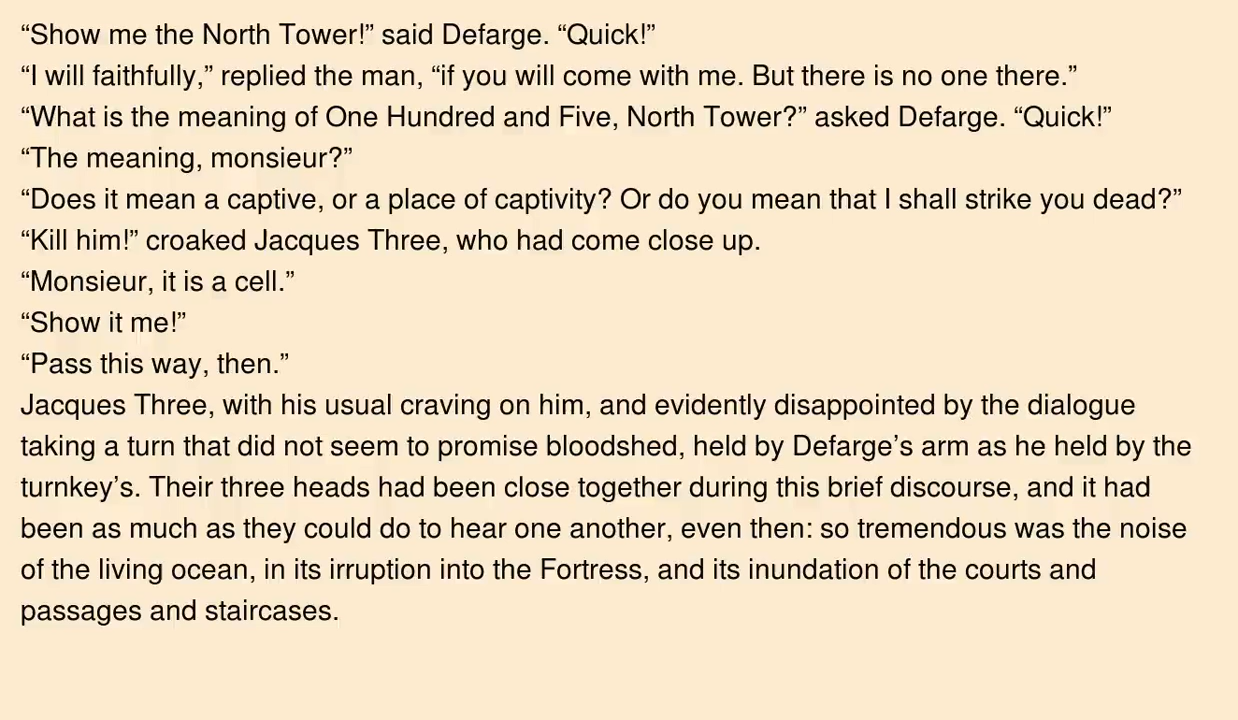 “Show me the North Tower!” said Defarge. “Quick!”
“I will faithfully,” replied the man, “if you will come with me. But there is no one there.”
“What is the meaning of One Hundred and Five, North Tower?” asked Defarge. “Quick!”
“The meaning, monsieur?”
“Does it mean a captive, or a place of captivity? Or do you mean that I shall strike you dead?”
“Kill him!” croaked Jacques Three, who had come close up.
“Monsieur, it is a cell.”
“Show it me!”
“Pass this way, then.”
Jacques Three, with his usual craving on him, and evidently disappointed by the dialogue
taking a turn that did not seem to promise bloodshed, held by Defarge’s arm as he held by the
turnkey’s. Their three heads had been close together during this brief discourse, and it had
been as much as they could do to hear one another, even then: so tremendous was the noise
of the living ocean, in its irruption into the Fortress, and its inundation of the courts and
passages and staircases.